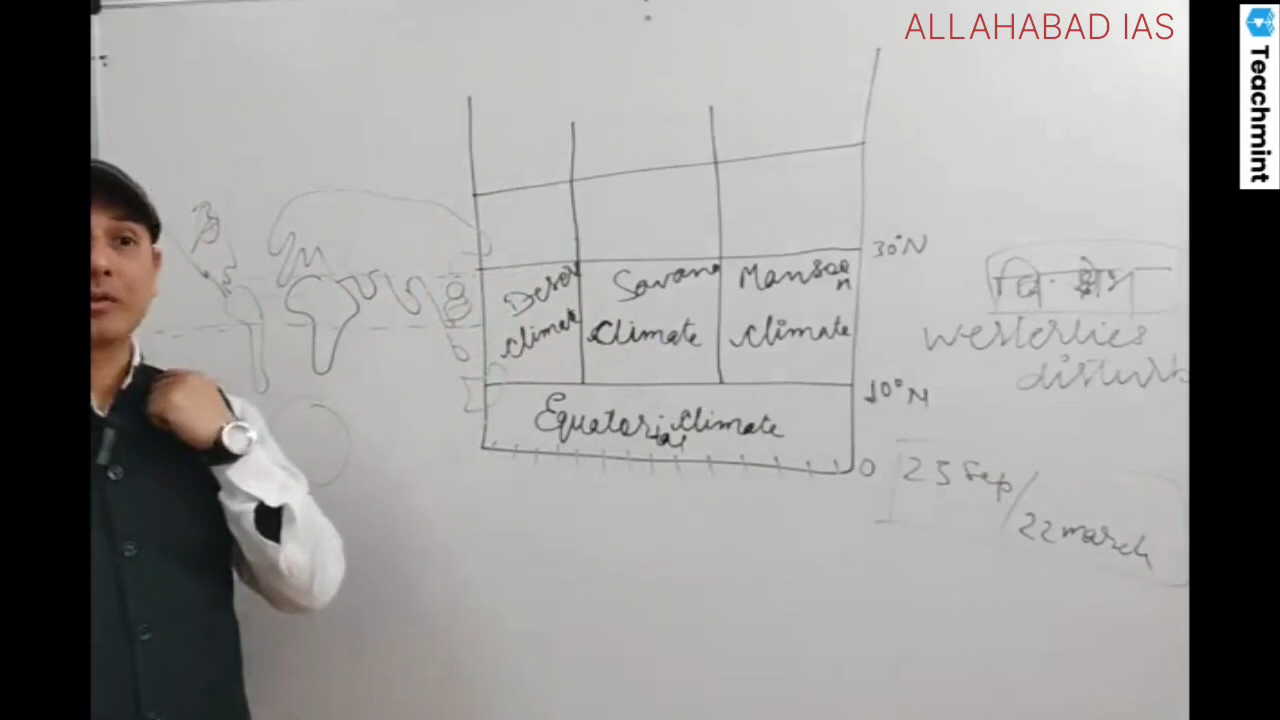 ALLAHABAD IAS
Teachmint
30°N
Desert Savana Mansoon
climate Climate climate
westerlies
disturb
10°N
Equatorial climate
0
23 Sep/
22 march